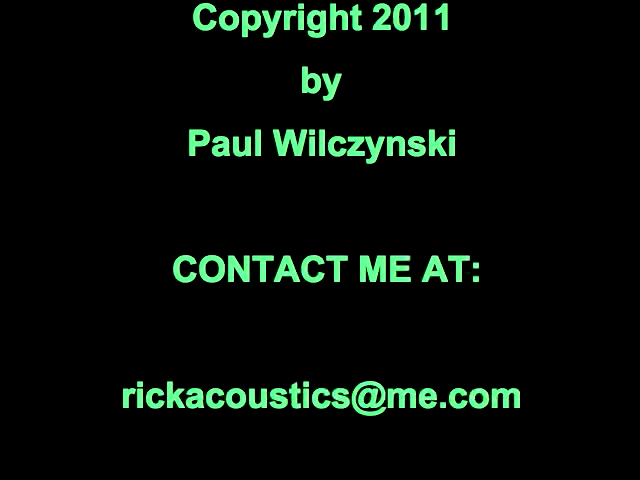 Copyright 2011
by
Paul Wilczynski
CONTACT ME AT:
rickacoustics@me.com